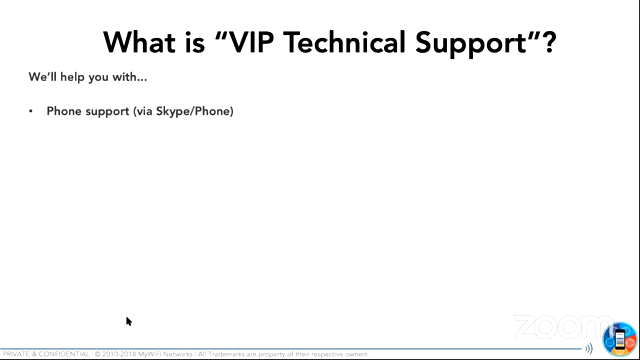 What is “VIP Technical Support”?
We’ll help you with...
• Phone support (via Skype/Phone)
zoom
PRIVATE & CONFIDENTIAL | © 2010-2018 MyWiFi Networks | All Trademarks are property of their respective owners